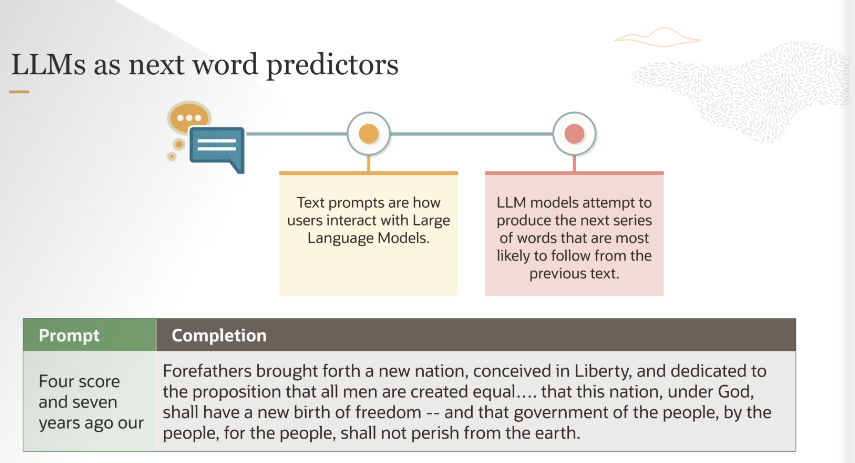 LLMs as next word predictors
Text prompts are how
users interact with Large
Language Models.
LLM models attempt to
produce the next series
of words that are most
likely to follow from the
previous text.
Prompt
Completion
Four score
and seven
years ago our
Forefathers brought forth a new nation, conceived in Liberty, and dedicated to
the proposition that all men are created equal…. that this nation, under God,
shall have a new birth of freedom -- and that government of the people, by the
people, for the people, shall not perish from the earth.